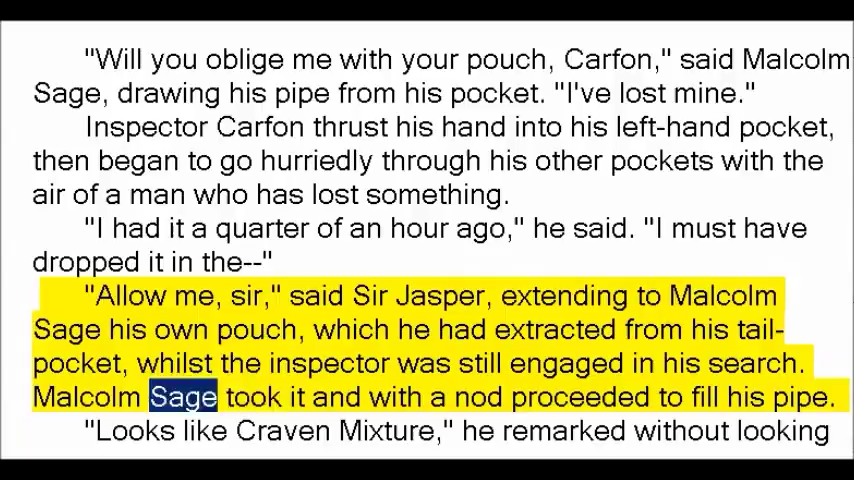 "Will you oblige me with your pouch, Carfon," said Malcolm
Sage, drawing his pipe from his pocket. "I've lost mine."
Inspector Carfon thrust his hand into his left-hand pocket,
then began to go hurriedly through his other pockets with the
air of a man who has lost something.
"I had it a quarter of an hour ago," he said. "I must have
dropped it in the--"
"Allow me, sir," said Sir Jasper, extending to Malcolm
Sage his own pouch, which he had extracted from his tail-
pocket, whilst the inspector was still engaged in his search.
Malcolm Sage took it and with a nod proceeded to fill his pipe.
"Looks like Craven Mixture," he remarked without looking